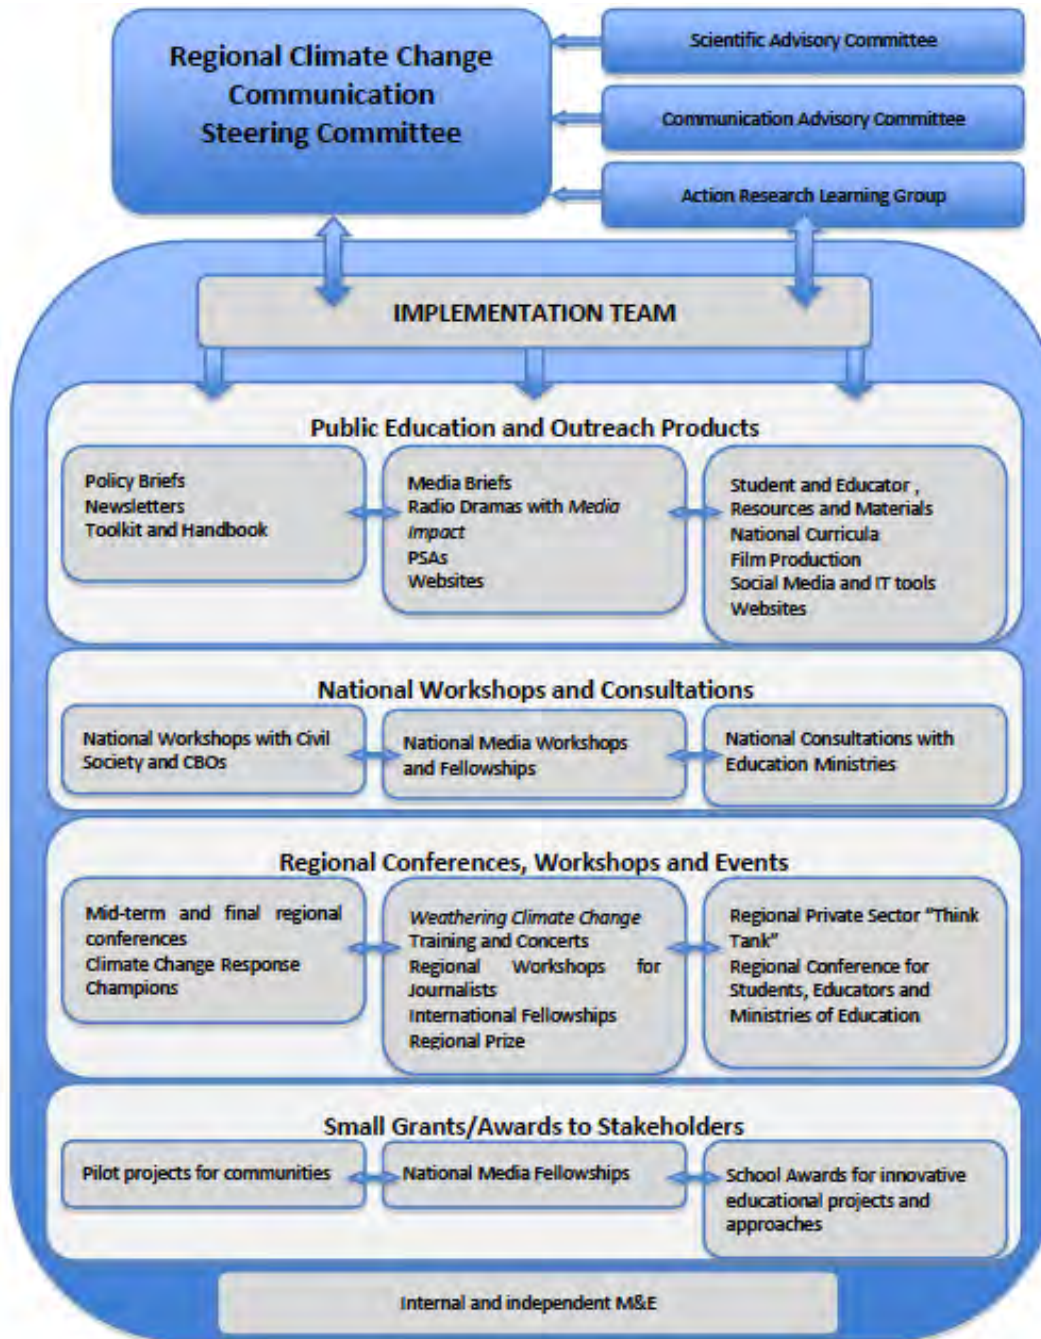 Regional Climate Change
Communication
Steering Committee
Scientific Advisory Committee
Communication Advisory Committee
Action Research Learning Group
IMPLEMENTATION TEAM
Public Education and Outreach Products
Policy Briefs
Newsletters
Toolkit and Handbook
Media Briefs
Radio Dramas with Media
Impact
PSAs
Websites
Student and Educator ,
Resources and Materials
National Curricula
Film Production
Social Media and IT tools
Websites
National Workshops and Consultations
National Workshops with Civil
Society and CBOs
National Media Workshops
and Fellowships
National Consultations with
Education Ministries
Regional Conferences, Workshops and Events
Mid-term and final regional
conferences
Climate Change Response
Champions
Weathering Climate Change
Training and Concerts
Regional Workshops for
Journalists
International Fellowships
Regional Prize
Regional Private Sector “Think
Tank”
Regional Conference for
Students, Educators and
Ministries of Education
Small Grants/Awards to Stakeholders
Pilot projects for communities
National Media Fellowships
School Awards for innovative
educational projects and
approaches
Internal and independent M&E